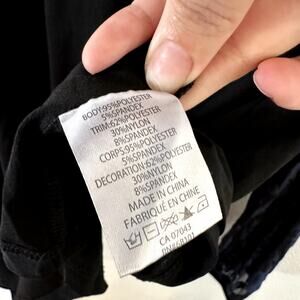 BODY:95%POLYESTER
5%SPANDEX
TRIM:62%POLYESTER
30%NYLON
8%SPANDEX
CORPS:95%POLYESTER
5%SPANDEX
DECORATION:62%POLYESTER
30%NYLON
8%SPANDEX
MADE IN CHINA
FABRIQUÉ EN CHINE
CA 07043